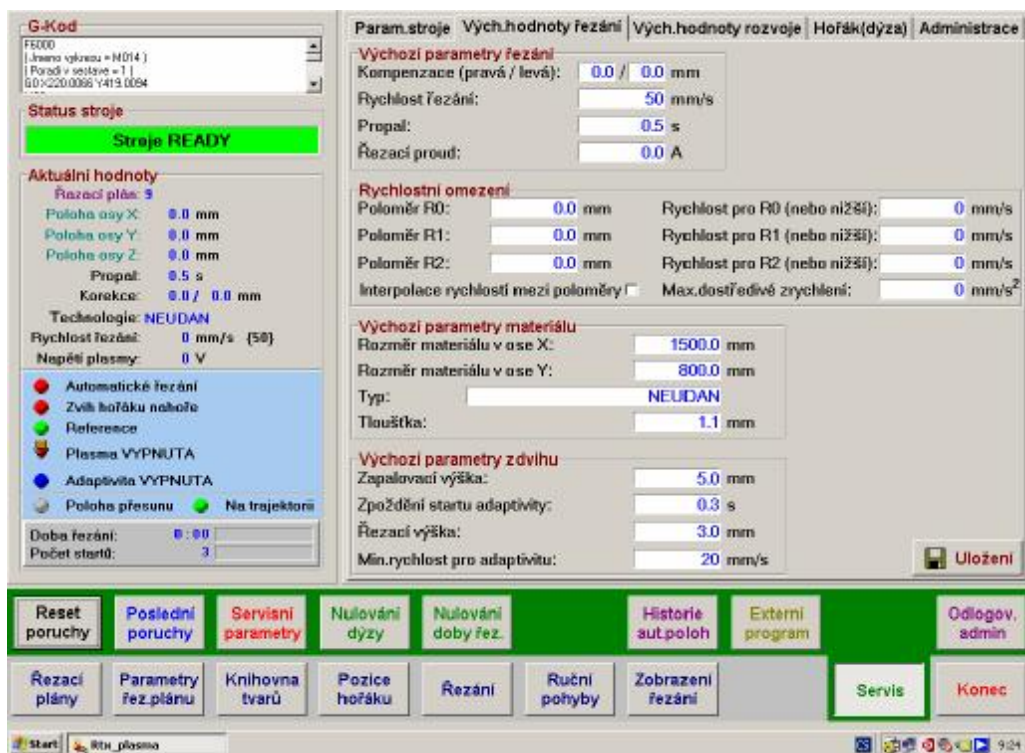 G-Kod
F6000
( Jmeno vykresu = M014 )
( Poradi v sestave = 1 )
G0 X220.0066 Y419.0094
Status stroje
Stroje READY
Aktuální hodnoty
Řazací plán: 9
Poloha osy X: 0.0 mm
Poloha osy Y: 0.0 mm
Poloha osy Z: 0.0 mm
Propal: 0.5 s
Korekce: 0.0 / 0.0 mm
Technologie: NEUDAN
Rychlost řezání: 0 mm/s {50}
Napětí plasmy: 0 V
Automatické řezání
Zvih hořáku nahoře
Reference
Plasma VYPNUTA
Adaptivita VYPNUTA
Poloha přesunu Na trajektorii
Doba řezání: 0:00
Počet startů: 3
Param.stroje Vých.hodnoty řezání Vých.hodnoty rozvoje Hořák(dýza) Administrace
Výchozí parametry řezání
Kompenzace (pravá / levá): 0.0 / 0.0 mm
Rychlost řezání: 50 mm/s
Propal: 0.5 s
Řezací proud: 0.0 A
Rychlostní omezení
Poloměr R0: 0.0 mm Rychlost pro R0 (nebo nižší): 0 mm/s
Poloměr R1: 0.0 mm Rychlost pro R1 (nebo nižší): 0 mm/s
Poloměr R2: 0.0 mm Rychlost pro R2 (nebo nižší): 0 mm/s
Interpolace rychlostí mezi poloměry Max.dostředivé zrychlení: 0 mm/s²
Výchozí parametry materiálu
Rozměr materiálu v ose X: 1500.0 mm
Rozměr materiálu v ose Y: 800.0 mm
Typ: NEUDAN
Tloušťka: 1.1 mm
Výchozí parametry zdvihu
Zapalovací výška: 5.0 mm
Zpoždění startu adaptivity: 0.3 s
Řezací výška: 3.0 mm
Min.rychlost pro adaptivitu: 20 mm/s
Uložení
Reset
poruchy
Poslední
poruchy
Servisní
parametry
Nulování
dýzy
Nulování
doby řez.
Historie
aut.poloh
Externí
program
Odlogov.
admin
Řezací
plány
Parametry
řez.plánu
Knihovna
tvarů
Pozice
hořáku
Řezání
Ruční
pohyby
Zobrazení
řezání
Servis
Konec
Start Rtx_plasma 9:24